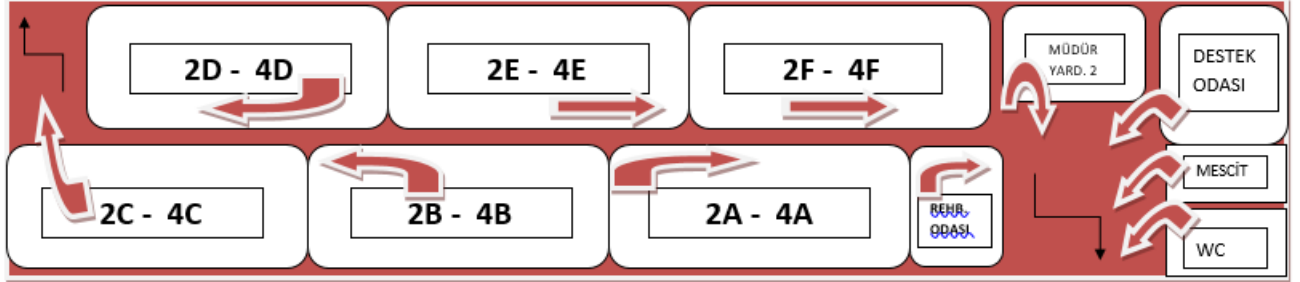 2D - 4D
2E - 4E
2F - 4F
MÜDÜR
YARD. 2
DESTEK
ODASI
MESCİT
2C - 4C
2B - 4B
2A - 4A
REHB.
ODASI
WC